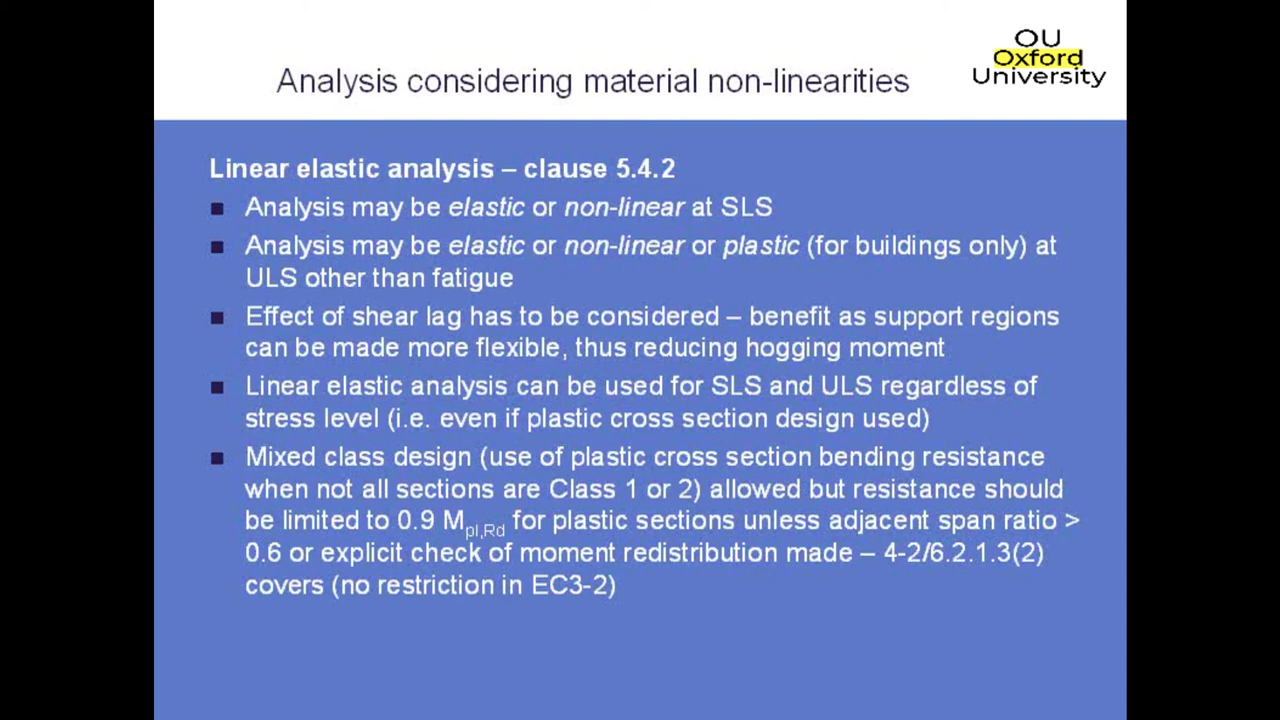 OU
Oxford
University
Analysis considering material non-linearities
Linear elastic analysis – clause 5.4.2
Analysis may be elastic or non-linear at SLS
Analysis may be elastic or non-linear or plastic (for buildings only) at
ULS other than fatigue
Effect of shear lag has to be considered – benefit as support regions
can be made more flexible, thus reducing hogging moment
Linear elastic analysis can be used for SLS and ULS regardless of
stress level (i.e. even if plastic cross section design used)
Mixed class design (use of plastic cross section bending resistance
when not all sections are Class 1 or 2) allowed but resistance should
be limited to 0.9 Mpl,Rd for plastic sections unless adjacent span ratio >
0.6 or explicit check of moment redistribution made – 4-2/6.2.1.3(2)
covers (no restriction in EC3-2)